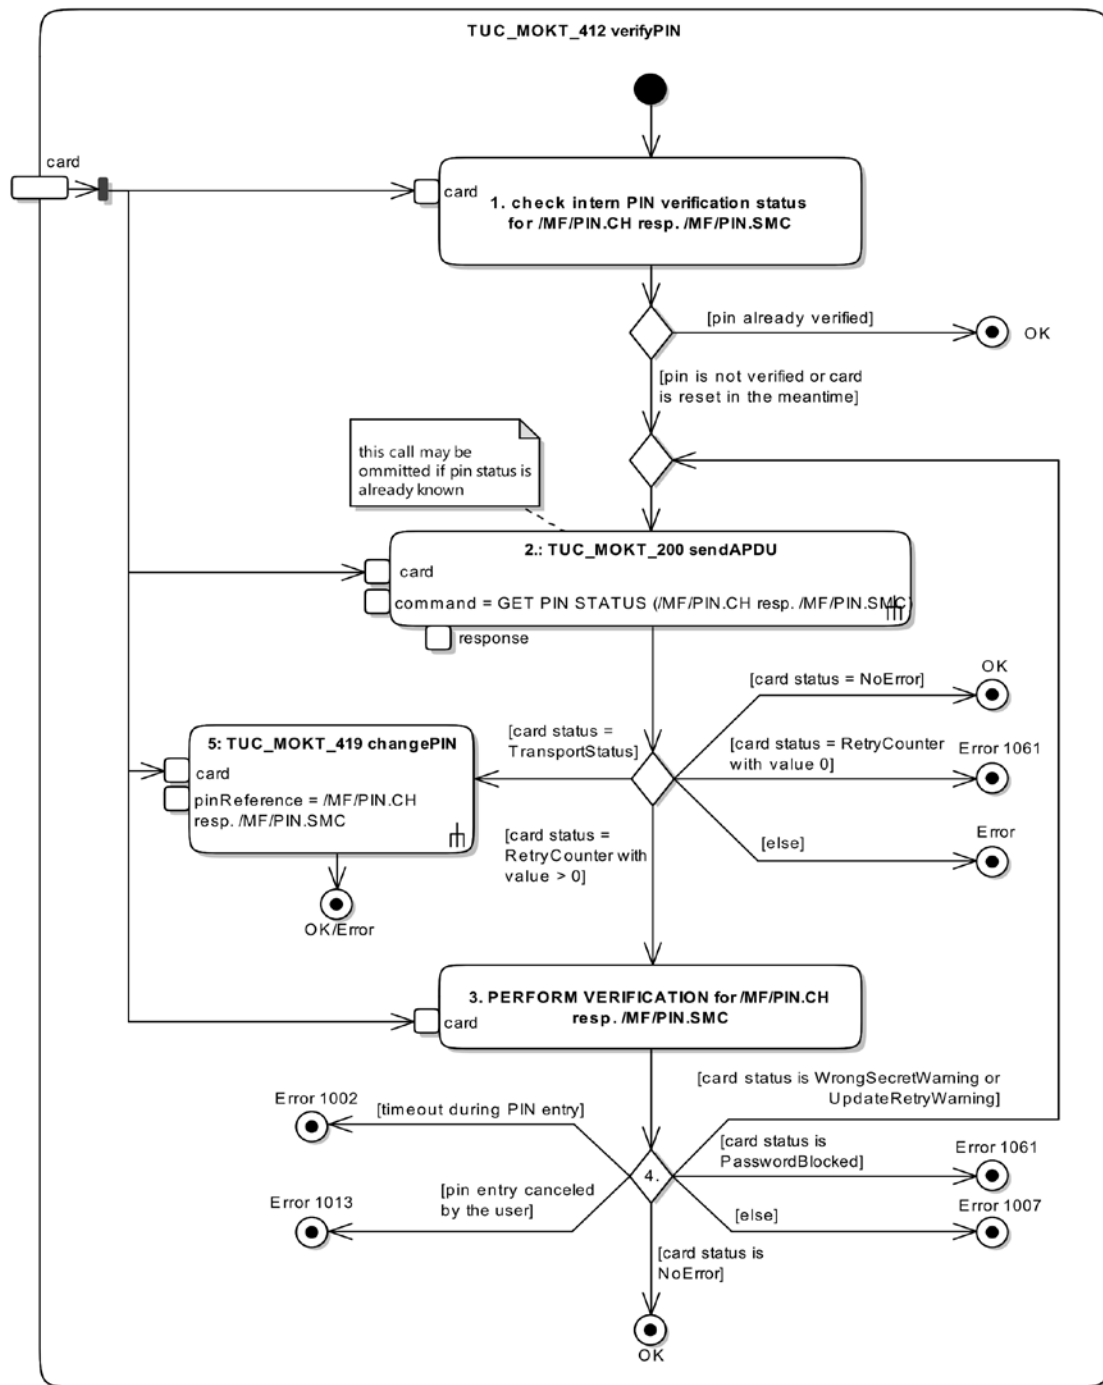 TUC_MOKT_412 verifyPIN
card
card
1. check intern PIN verification status
for /MF/PIN.CH resp. /MF/PIN.SMC
[pin already verified]
OK
[pin is not verified or card
is reset in the meantime]
this call may be
ommitted if pin status is
already known
2.: TUC_MOKT_200 sendAPDU
card
command = GET PIN STATUS (/MF/PIN.CH resp. /MF/PIN.SMC)
response
OK
[card status = NoError]
[card status =
TransportStatus]
[card status = RetryCounter
with value 0]
Error 1061
5: TUC_MOKT_419 changePIN
card
pinReference = /MF/PIN.CH
resp. /MF/PIN.SMC
[card status =
RetryCounter with
value > 0]
[else]
Error
OK/Error
3. PERFORM VERIFICATION for /MF/PIN.CH
resp. /MF/PIN.SMC
card
[card status is WrongSecretWarning or
UpdateRetryWarning]
Error 1002
[timeout during PIN entry]
[card status is
PasswordBlocked]
Error 1061
4.
Error 1013
[pin entry canceled
by the user]
[else]
Error 1007
[card status is
NoError]
OK